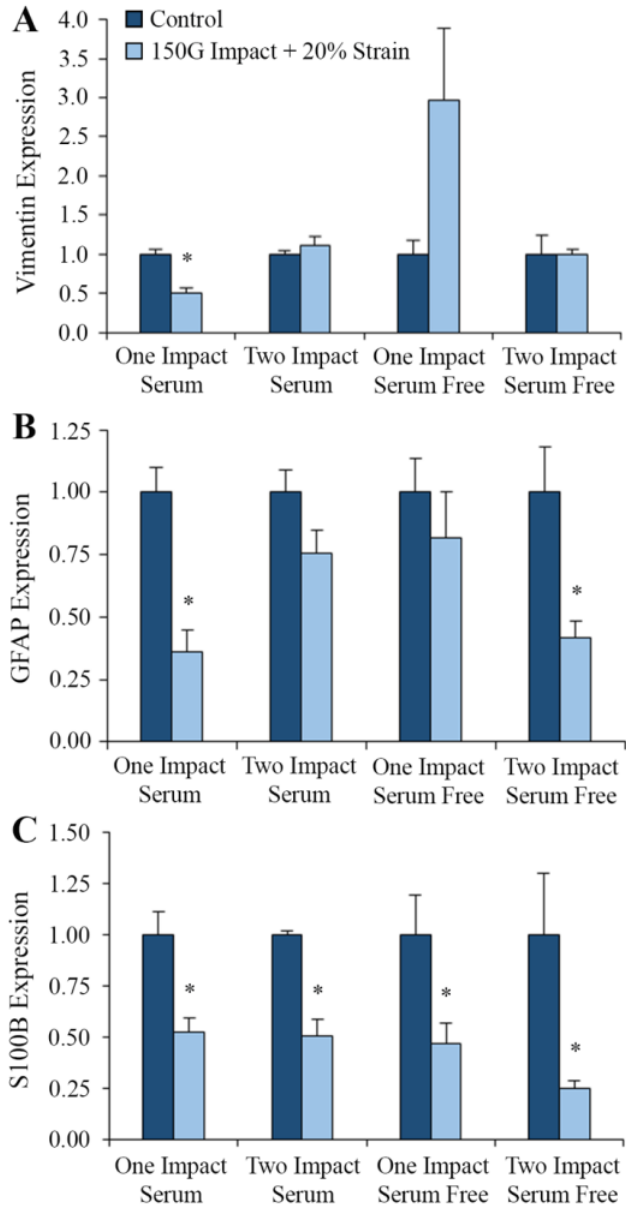 A
Control
150G Impact + 20% Strain
Vimentin Expression
4.0
3.5
3.0
2.5
2.0
1.5
1.0
0.5
0.0
*
One Impact Serum
Two Impact Serum
One Impact Serum Free
Two Impact Serum Free
B
GFAP Expression
1.25
1.00
0.75
0.50
0.25
0.00
*
*
One Impact Serum
Two Impact Serum
One Impact Serum Free
Two Impact Serum Free
C
S100B Expression
1.50
1.25
1.00
0.75
0.50
0.25
0.00
*
*
*
*
One Impact Serum
Two Impact Serum
One Impact Serum Free
Two Impact Serum Free